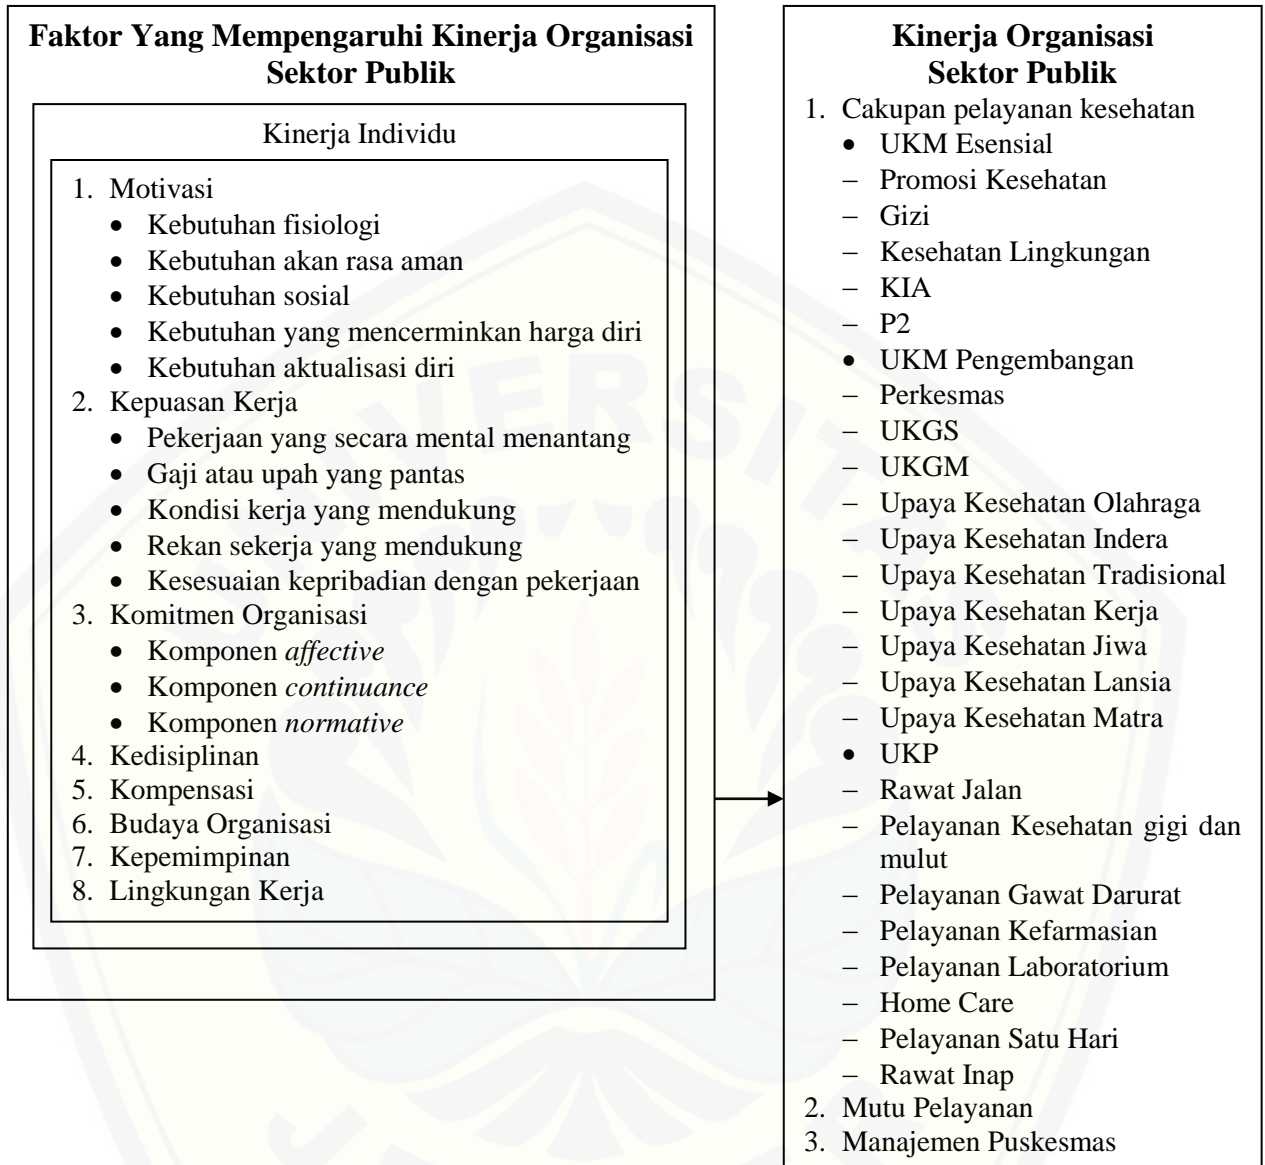 Faktor Yang Mempengaruhi Kinerja Organisasi
Sektor Publik
Kinerja Individu
1. Motivasi
• Kebutuhan fisiologi
• Kebutuhan akan rasa aman
• Kebutuhan sosial
• Kebutuhan yang mencerminkan harga diri
• Kebutuhan aktualisasi diri
2. Kepuasan Kerja
• Pekerjaan yang secara mental menantang
• Gaji atau upah yang pantas
• Kondisi kerja yang mendukung
• Rekan sekerja yang mendukung
• Kesesuaian kepribadian dengan pekerjaan
3. Komitmen Organisasi
• Komponen affective
• Komponen continuance
• Komponen normative
4. Kedisiplinan
5. Kompensasi
6. Budaya Organisasi
7. Kepemimpinan
8. Lingkungan Kerja
Kinerja Organisasi
Sektor Publik
1. Cakupan pelayanan kesehatan
• UKM Esensial
– Promosi Kesehatan
– Gizi
– Kesehatan Lingkungan
– KIA
– P2
• UKM Pengembangan
– Perkesmas
– UKGS
– UKGM
– Upaya Kesehatan Olahraga
– Upaya Kesehatan Indera
– Upaya Kesehatan Tradisional
– Upaya Kesehatan Kerja
– Upaya Kesehatan Jiwa
– Upaya Kesehatan Lansia
– Upaya Kesehatan Matra
• UKP
– Rawat Jalan
– Pelayanan Kesehatan gigi dan
mulut
– Pelayanan Gawat Darurat
– Pelayanan Kefarmasian
– Pelayanan Laboratorium
– Home Care
– Pelayanan Satu Hari
– Rawat Inap
2. Mutu Pelayanan
3. Manajemen Puskesmas
UNIVERSITAS